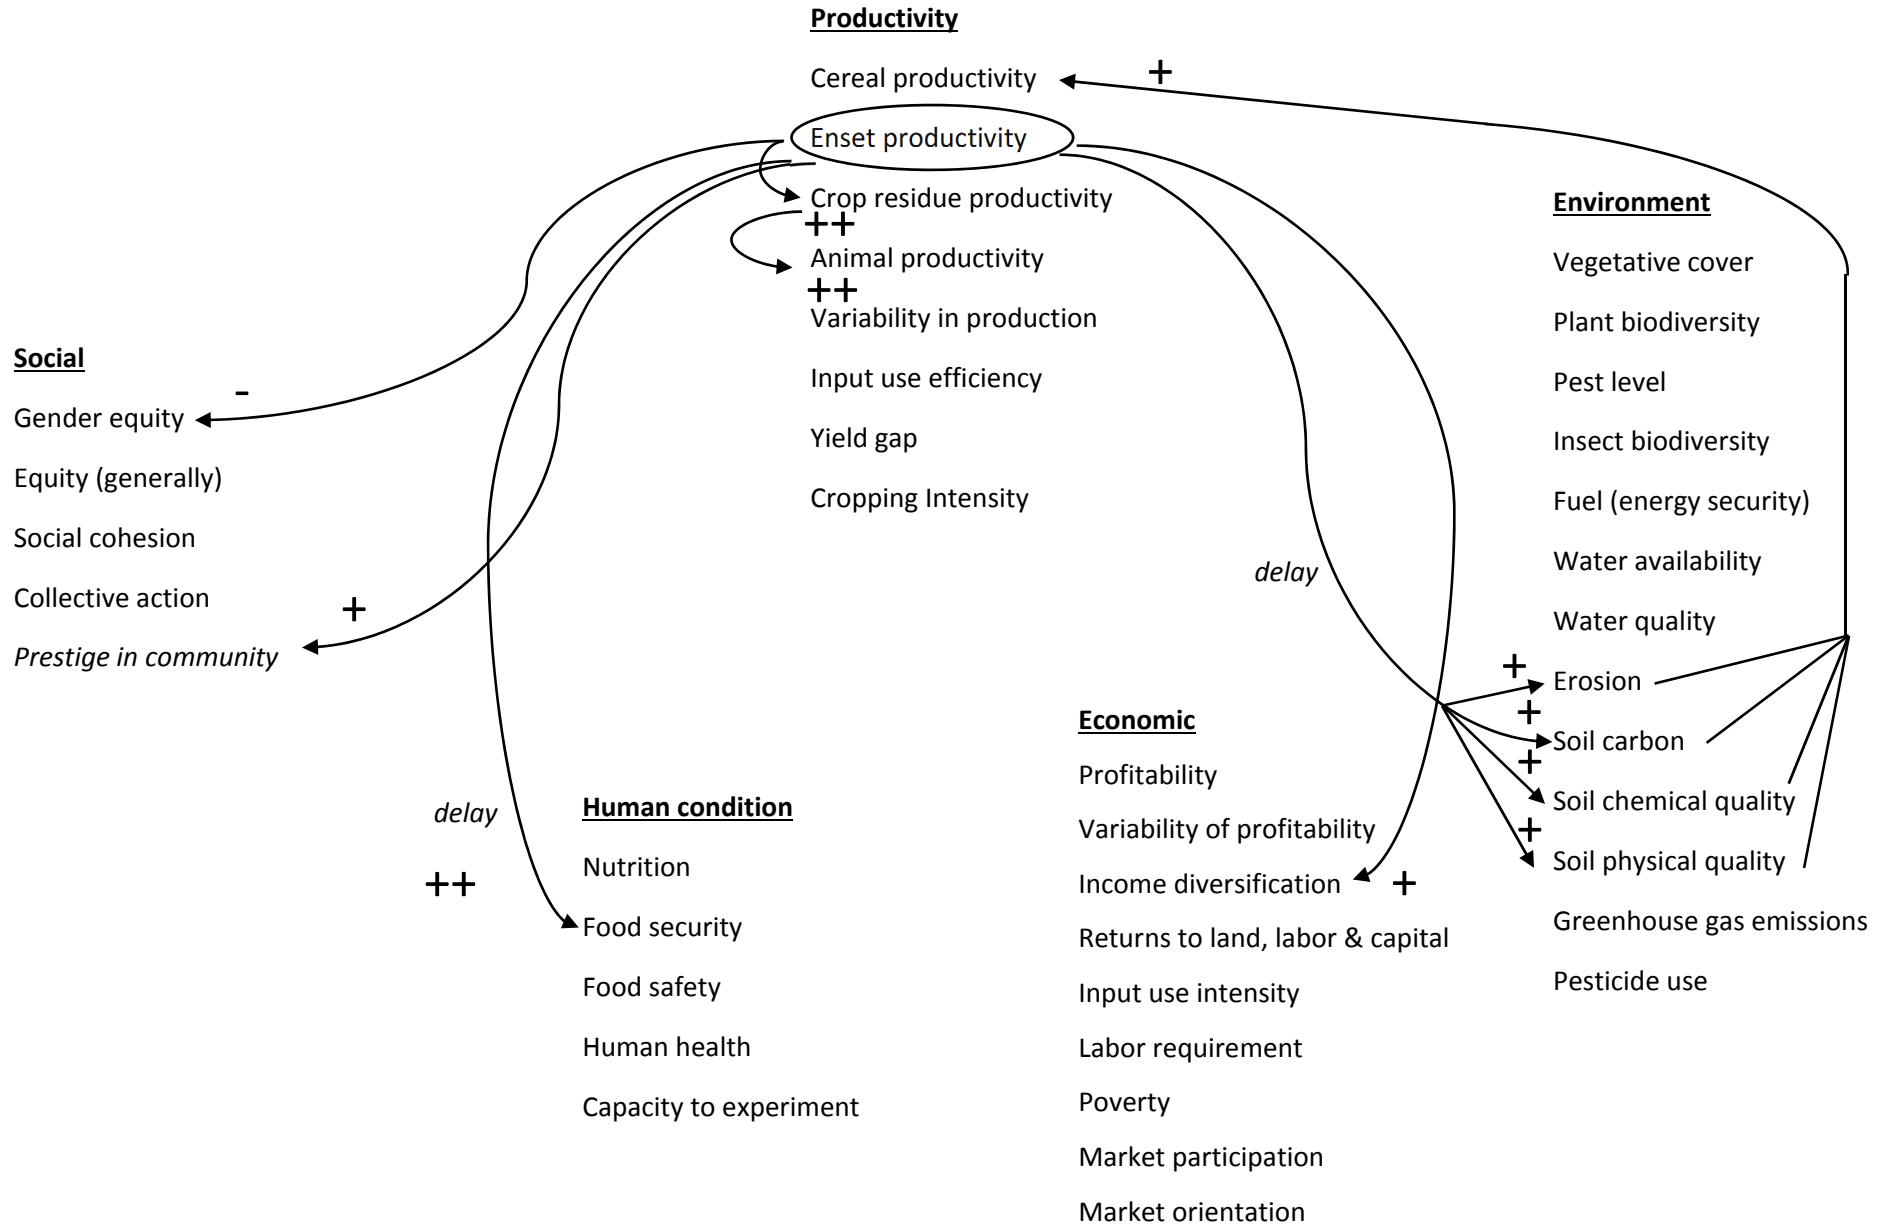 Productivity
Cereal productivity
+
Enset productivity
Crop residue productivity
++
Animal productivity
++
Variability in production
Input use efficiency
Yield gap
Cropping Intensity
Social
-
Gender equity
Equity (generally)
Social cohesion
Collective action
+
Prestige in community
delay
++
Human condition
Nutrition
Food security
Food safety
Human health
Capacity to experiment
delay
Economic
Profitability
Variability of profitability
Income diversification
+
Returns to land, labor & capital
Input use intensity
Labor requirement
Poverty
Market participation
Market orientation
Environment
Vegetative cover
Plant biodiversity
Pest level
Insect biodiversity
Fuel (energy security)
Water availability
Water quality
+
Erosion
+
Soil carbon
+
Soil chemical quality
+
Soil physical quality
Greenhouse gas emissions
Pesticide use